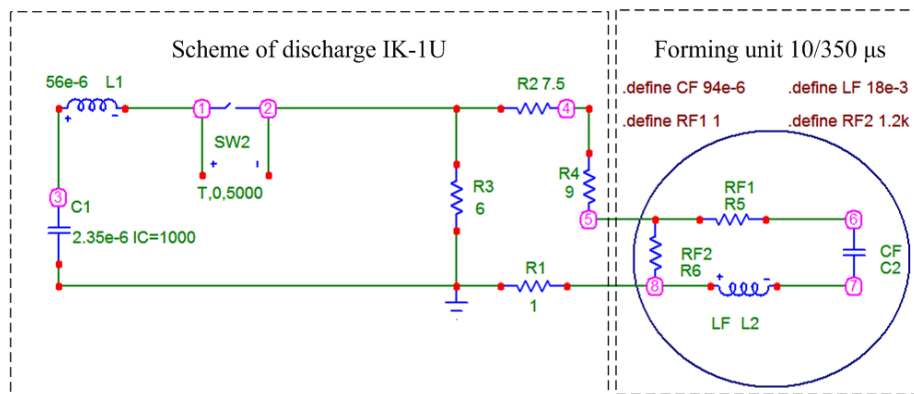 Scheme of discharge IK-1U
Forming unit 10/350 μs
56e-6 L1
1
2
SW2
+ -
T,0,5000
R2 7.5
4
.define CF 94e-6
.define LF 18e-3
.define RF1 1
.define RF2 1.2k
3
C1
2.35e-6 IC=1000
R3
6
R4
9
5
RF1
R5
6
RF2
R6
CF
C2
R1
1
8
7
LF L2